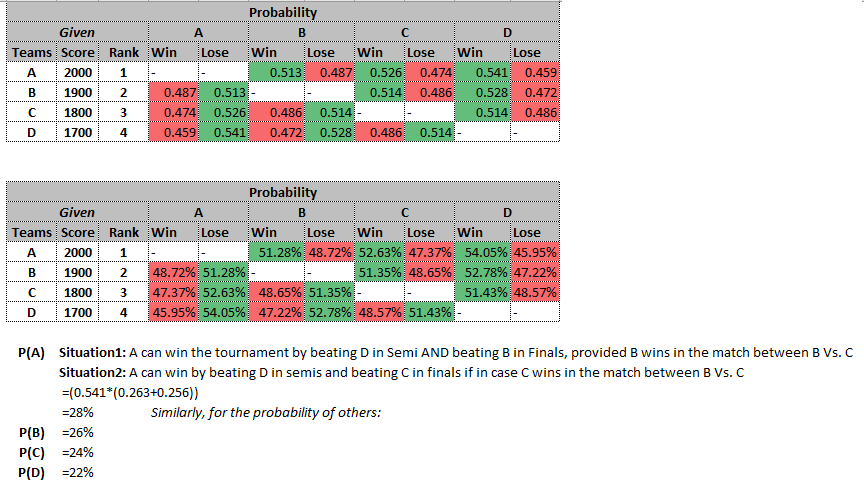 Probability
Given A B C D
Teams Score Rank Win Lose Win Lose Win Lose Win Lose
A 2000 1 - - 0.513 0.487 0.526 0.474 0.541 0.459
B 1900 2 0.487 0.513 - - 0.514 0.486 0.528 0.472
C 1800 3 0.474 0.526 0.486 0.514 - - 0.514 0.486
D 1700 4 0.459 0.541 0.472 0.528 0.486 0.514 - -
Probability
Given A B C D
Teams Score Rank Win Lose Win Lose Win Lose Win Lose
A 2000 1 - - 51.28% 48.72% 52.63% 47.37% 54.05% 45.95%
B 1900 2 48.72% 51.28% - - 51.35% 48.65% 52.78% 47.22%
C 1800 3 47.37% 52.63% 48.65% 51.35% - - 51.43% 48.57%
D 1700 4 45.95% 54.05% 47.22% 52.78% 48.57% 51.43% - -
P(A) Situation1: A can win the tournament by beating D in Semi AND beating B in Finals, provided B wins in the match between B Vs. C
Situation2: A can win by beating D in semis and beating C in finals if in case C wins in the match between B Vs. C
=(0.541*(0.263+0.256))
=28% Similarly, for the probability of others:
P(B) =26%
P(C) =24%
P(D) =22%